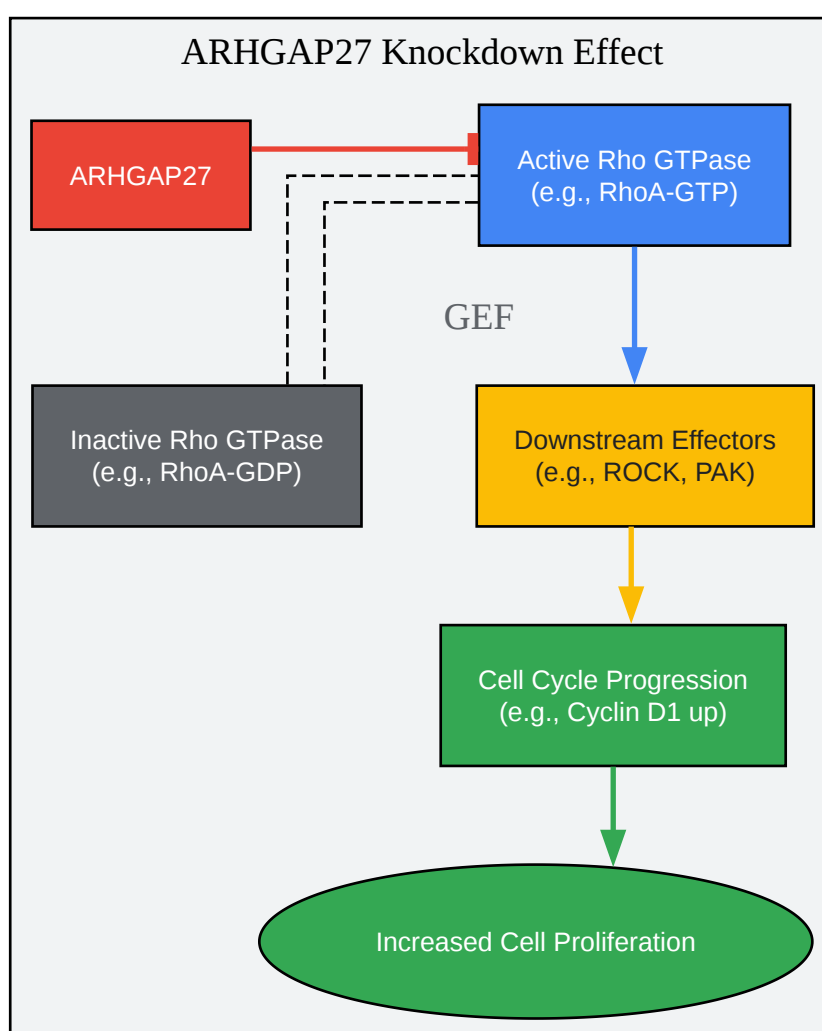 ARHGAP27 Knockdown Effect
ARHGAP27
Active Rho GTPase
(e.g., RhoA-GTP)
GEF
Inactive Rho GTPase
(e.g., RhoA-GDP)
Downstream Effectors
(e.g., ROCK, PAK)
Cell Cycle Progression
(e.g., Cyclin D1 up)
Increased Cell Proliferation